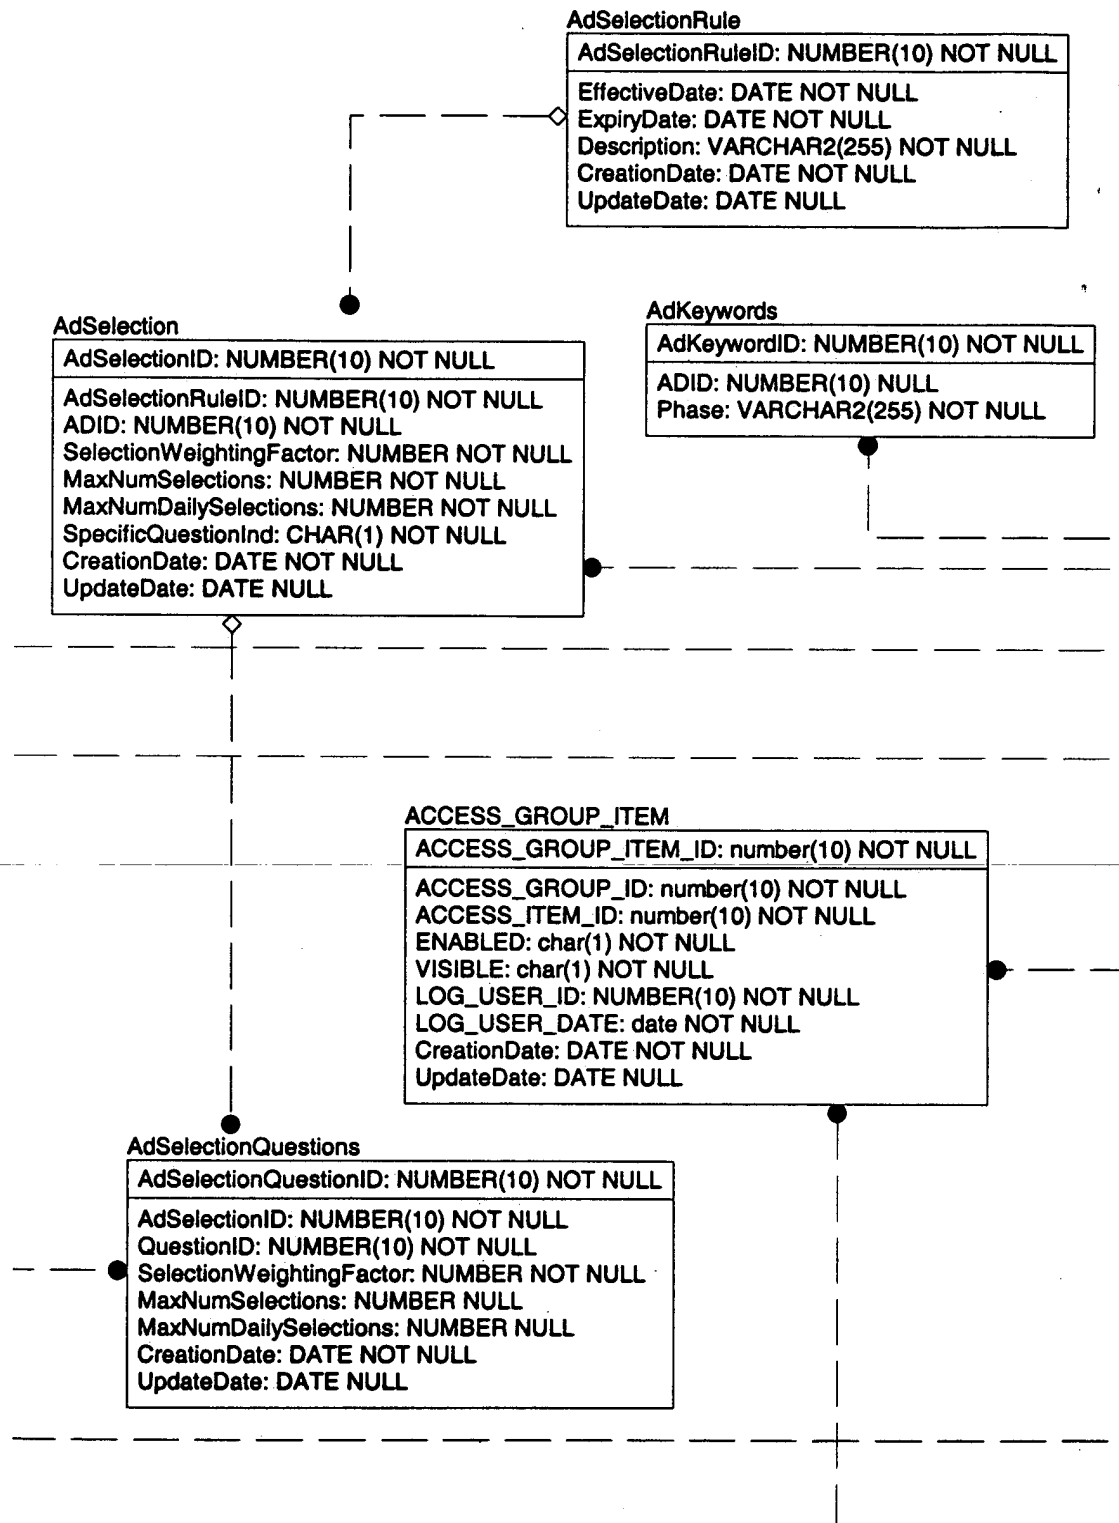 AdSelectionRule
AdSelectionRuleID: NUMBER(10) NOT NULL
EffectiveDate: DATE NOT NULL
ExpiryDate: DATE NOT NULL
Description: VARCHAR2(255) NOT NULL
CreationDate: DATE NOT NULL
UpdateDate: DATE NULL
AdSelection
AdSelectionID: NUMBER(10) NOT NULL
AdSelectionRuleID: NUMBER(10) NOT NULL
ADID: NUMBER(10) NOT NULL
SelectionWeightingFactor: NUMBER NOT NULL
MaxNumSelections: NUMBER NOT NULL
MaxNumDailySelections: NUMBER NOT NULL
SpecificQuestionInd: CHAR(1) NOT NULL
CreationDate: DATE NOT NULL
UpdateDate: DATE NULL
AdKeywords
AdKeywordID: NUMBER(10) NOT NULL
ADID: NUMBER(10) NULL
Phase: VARCHAR2(255) NOT NULL
ACCESS_GROUP_ITEM
ACCESS_GROUP_ITEM_ID: number(10) NOT NULL
ACCESS_GROUP_ID: number(10) NOT NULL
ACCESS_ITEM_ID: number(10) NOT NULL
ENABLED: char(1) NOT NULL
VISIBLE: char(1) NOT NULL
LOG_USER_ID: NUMBER(10) NOT NULL
LOG_USER_DATE: date NOT NULL
CreationDate: DATE NOT NULL
UpdateDate: DATE NULL
AdSelectionQuestions
AdSelectionQuestionID: NUMBER(10) NOT NULL
AdSelectionID: NUMBER(10) NOT NULL
QuestionID: NUMBER(10) NOT NULL
SelectionWeightingFactor: NUMBER NOT NULL
MaxNumSelections: NUMBER NULL
MaxNumDailySelections: NUMBER NULL
CreationDate: DATE NOT NULL
UpdateDate: DATE NULL